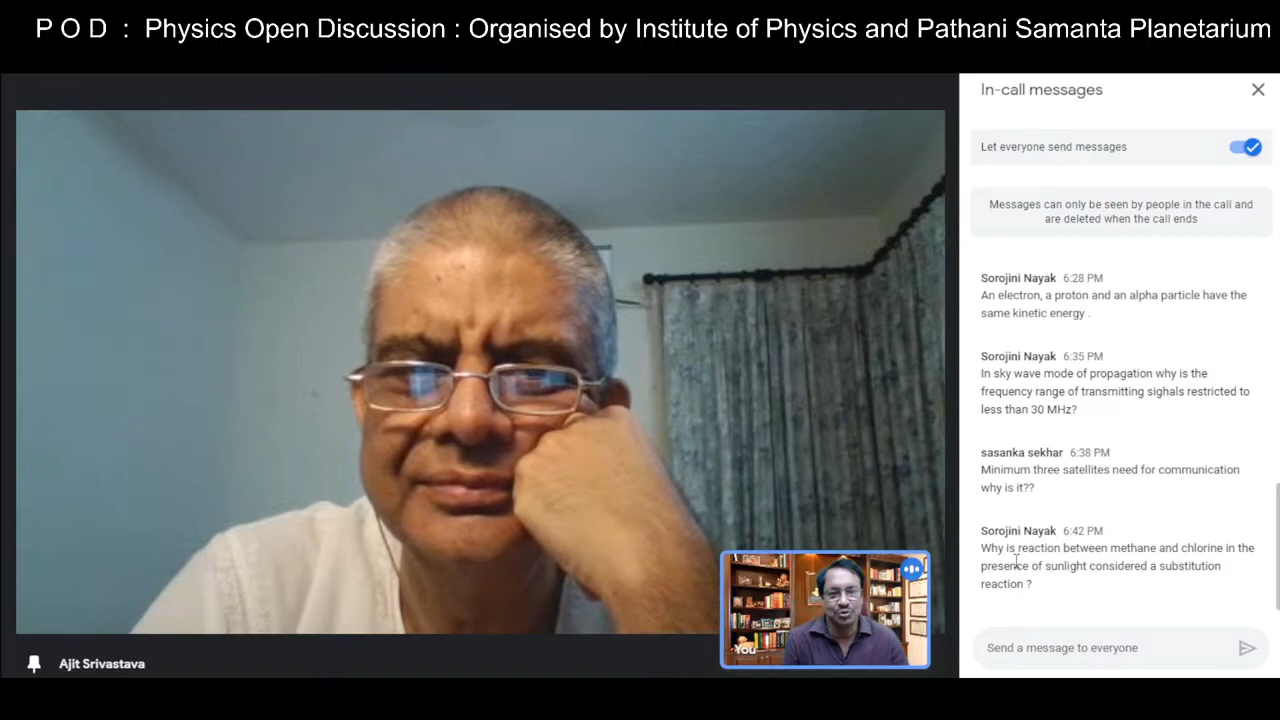 P O D : Physics Open Discussion : Organised by Institute of Physics and Pathani Samanta Planetarium
In-call messages
Let everyone send messages
Messages can only be seen by people in the call and
are deleted when the call ends
Sorojini Nayak 6:28 PM
An electron, a proton and an alpha particle have the
same kinetic energy .
Sorojini Nayak 6:35 PM
In sky wave mode of propagation why is the
frequency range of transmitting sighals restricted to
less than 30 MHz?
sasanka sekhar 6:38 PM
Minimum three satellites need for communication
why is it??
Sorojini Nayak 6:42 PM
Why is reaction between methane and chlorine in the
presence of sunlight considered a substitution
reaction ?
Send a message to everyone
You
Ajit Srivastava